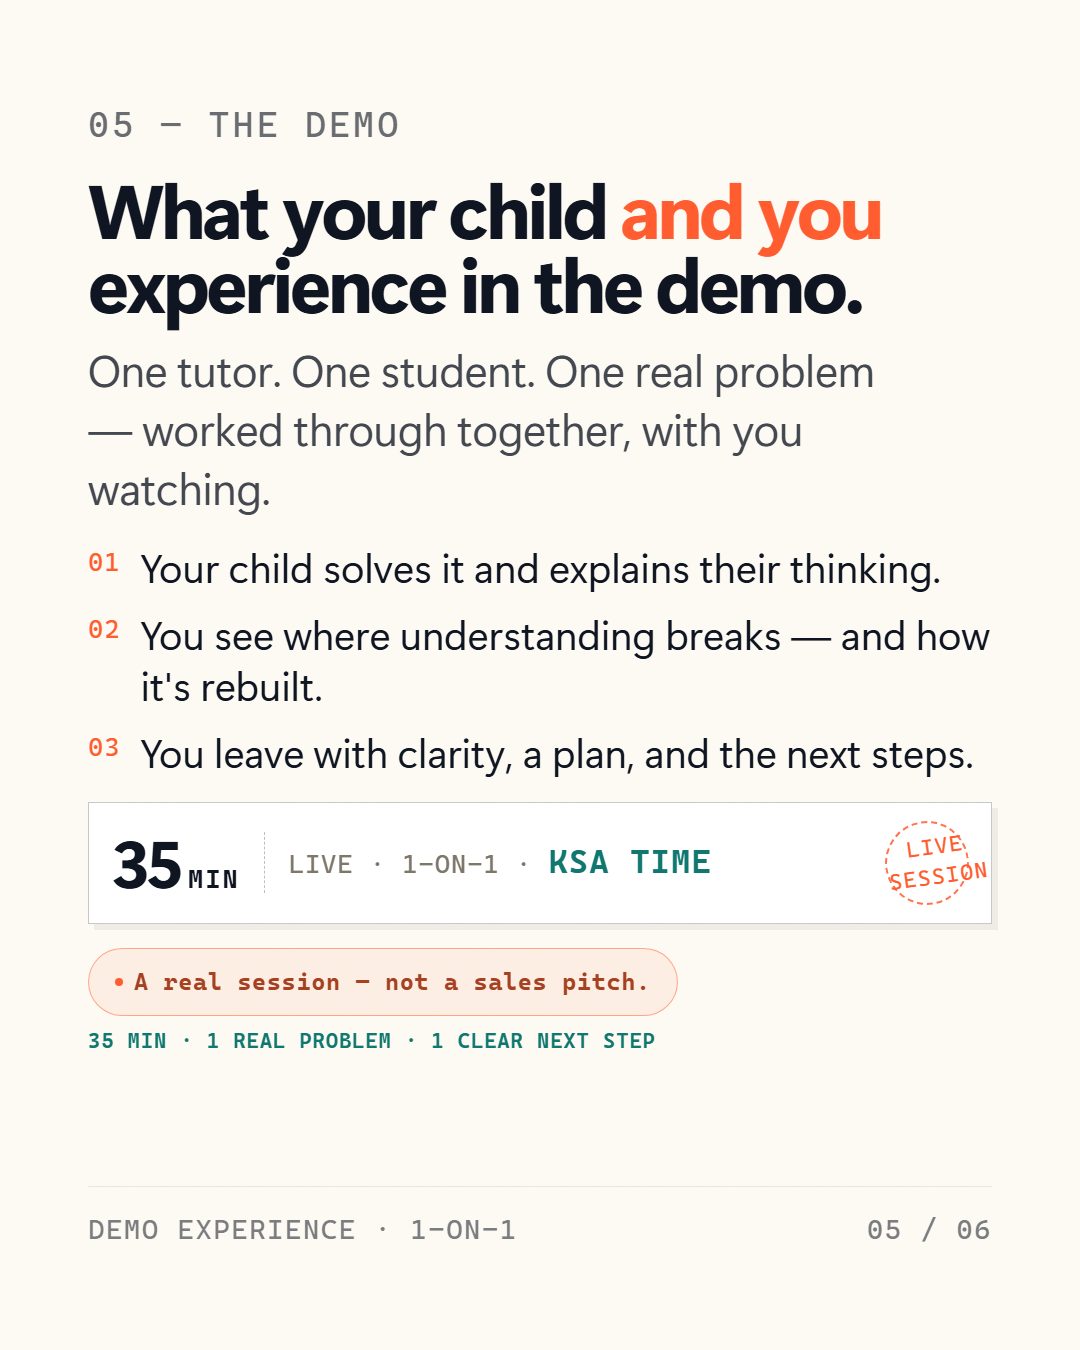 05 — THE DEMO
What your child and you
experience in the demo.
One tutor. One student. One real problem
— worked through together, with you
watching.
01 Your child solves it and explains their thinking.
02 You see where understanding breaks — and how
it's rebuilt.
03 You leave with clarity, a plan, and the next steps.
35 MIN LIVE · 1-ON-1 · KSA TIME
LIVE
SESSION
• A real session — not a sales pitch.
35 MIN · 1 REAL PROBLEM · 1 CLEAR NEXT STEP
DEMO EXPERIENCE · 1-ON-1 05 / 06